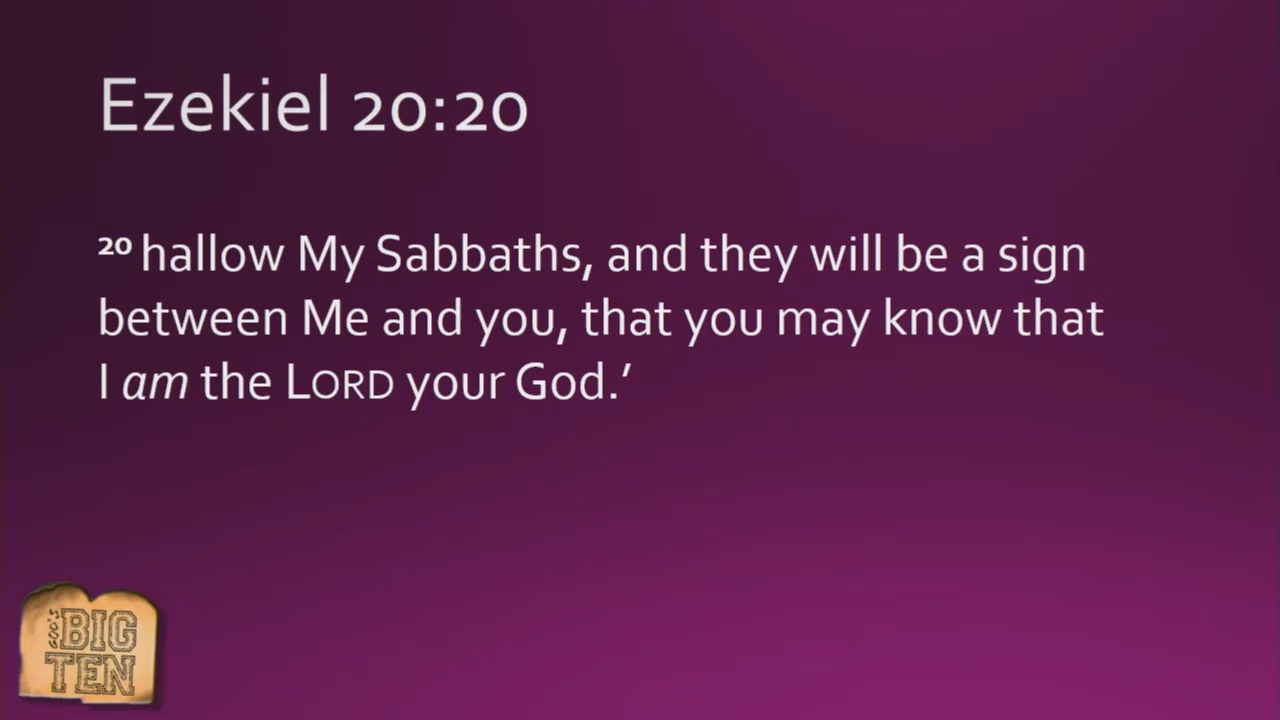 Ezekiel 20:20
20 hallow My Sabbaths, and they will be a sign
between Me and you, that you may know that
I am the LORD your God.’
GOD'S BIG
TEN